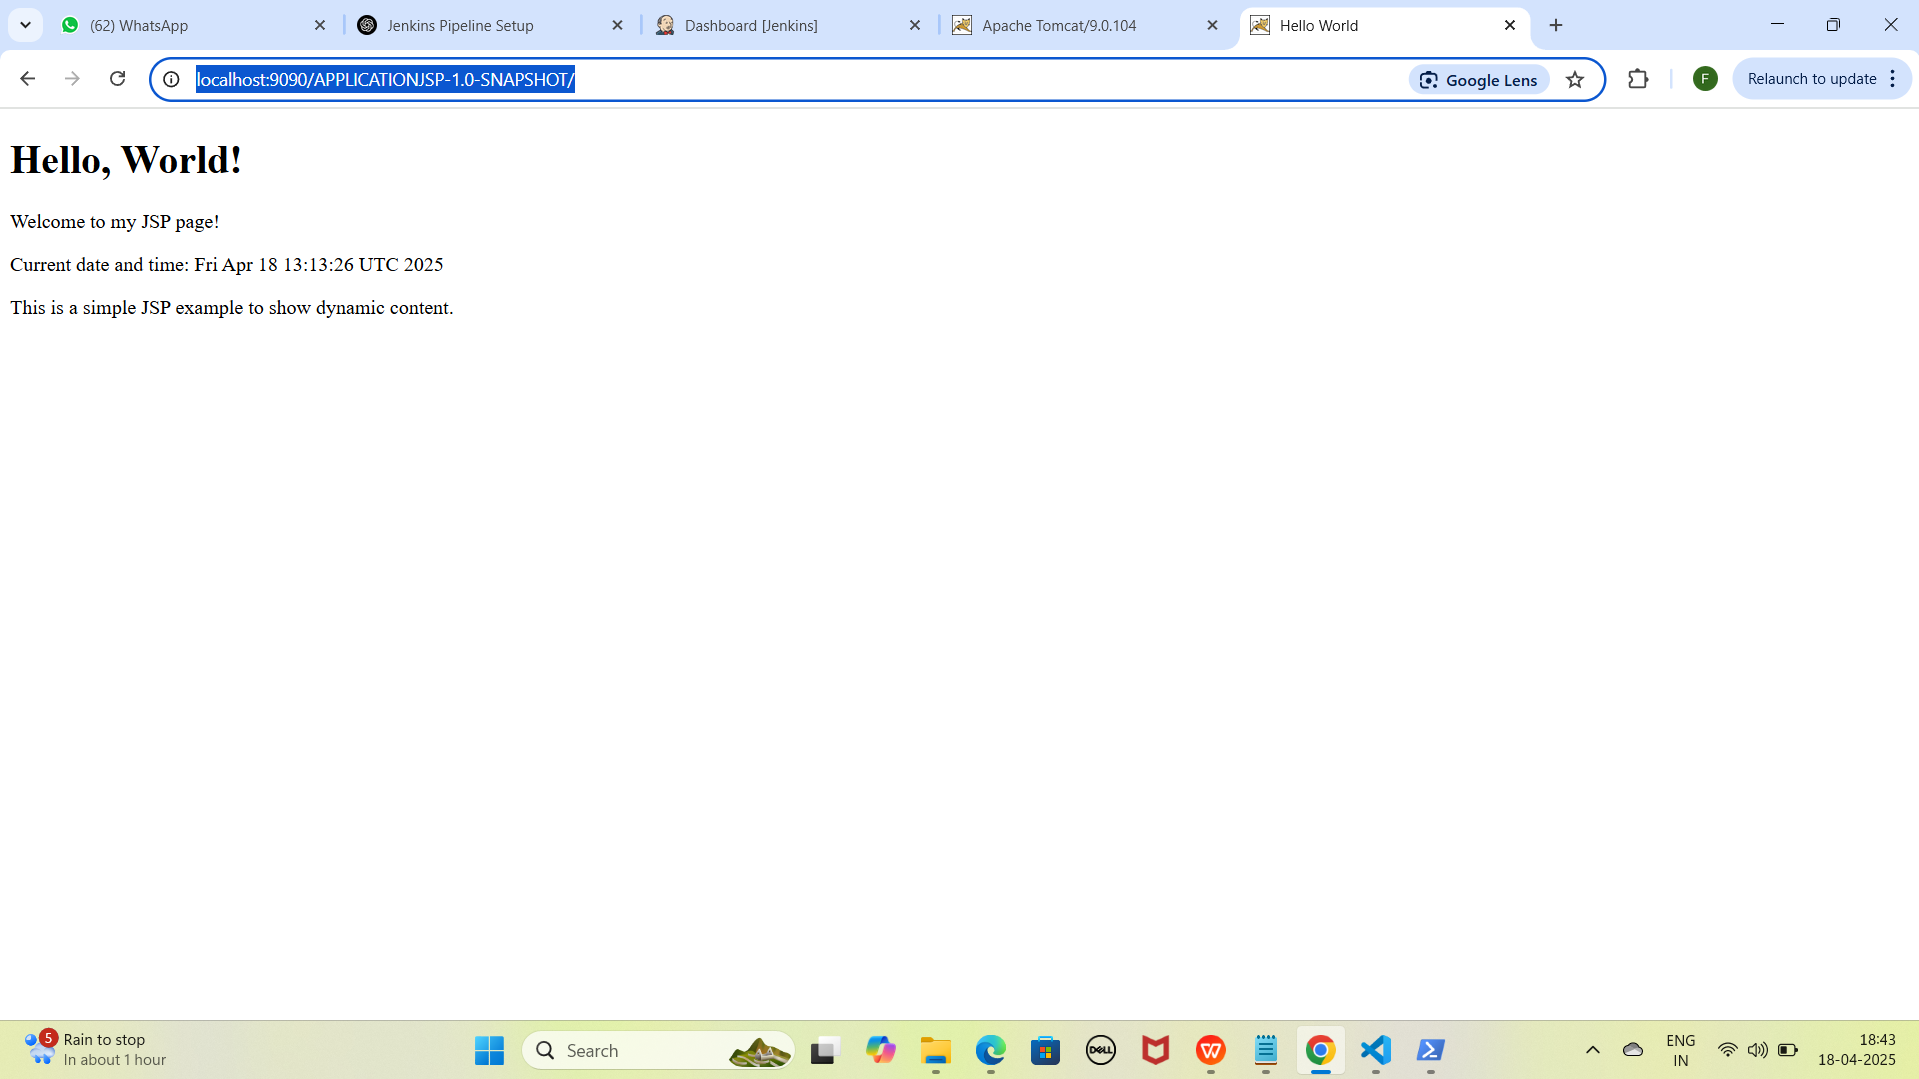 (62) WhatsApp
Jenkins Pipeline Setup
Dashboard [Jenkins]
Apache Tomcat/9.0.104
Hello World
localhost:9090/APPLICATIONJSP-1.0-SNAPSHOT/
Google Lens
F
Relaunch to update
Hello, World!
Welcome to my JSP page!
Current date and time: Fri Apr 18 13:13:26 UTC 2025
This is a simple JSP example to show dynamic content.
5
Rain to stop
In about 1 hour
Search
DELL
W
ENG
IN
18:43
18-04-2025